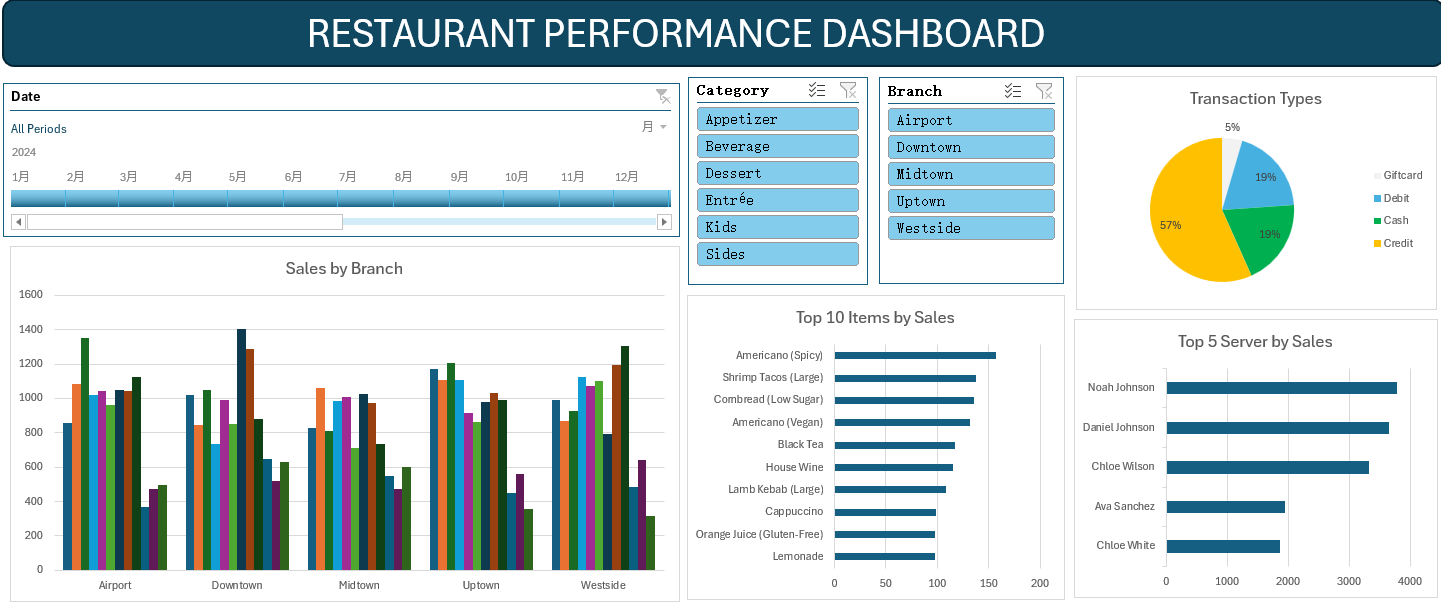 RESTAURANT PERFORMANCE DASHBOARD
Date
All Periods
月
2024
1月 2月 3月 4月 5月 6月 7月 8月 9月 10月 11月 12月
Category
Appetizer
Beverage
Dessert
Entrée
Kids
Sides
Branch
Airport
Downtown
Midtown
Uptown
Westside
Transaction Types
5%
19%
19%
57%
Giftcard
Debit
Cash
Credit
Sales by Branch
1600
1400
1200
1000
800
600
400
200
0
Airport Downtown Midtown Uptown Westside
Top 10 Items by Sales
Americano (Spicy)
Shrimp Tacos (Large)
Cornbread (Low Sugar)
Americano (Vegan)
Black Tea
House Wine
Lamb Kebab (Large)
Cappuccino
Orange Juice (Gluten-Free)
Lemonade
0 50 100 150 200
Top 5 Server by Sales
Noah Johnson
Daniel Johnson
Chloe Wilson
Ava Sanchez
Chloe White
0 1000 2000 3000 4000